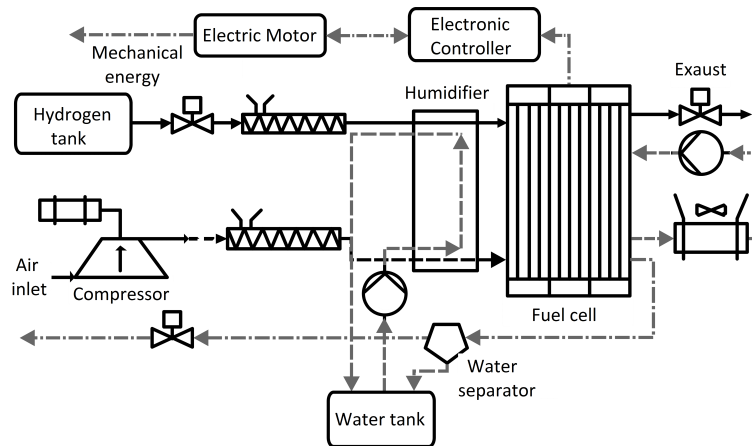 Electric Motor
Electronic
Controller
Mechanical
energy
Exaust
Hydrogen
tank
Humidifier
Air
inlet
Compressor
Fuel cell
Water
separator
Water tank